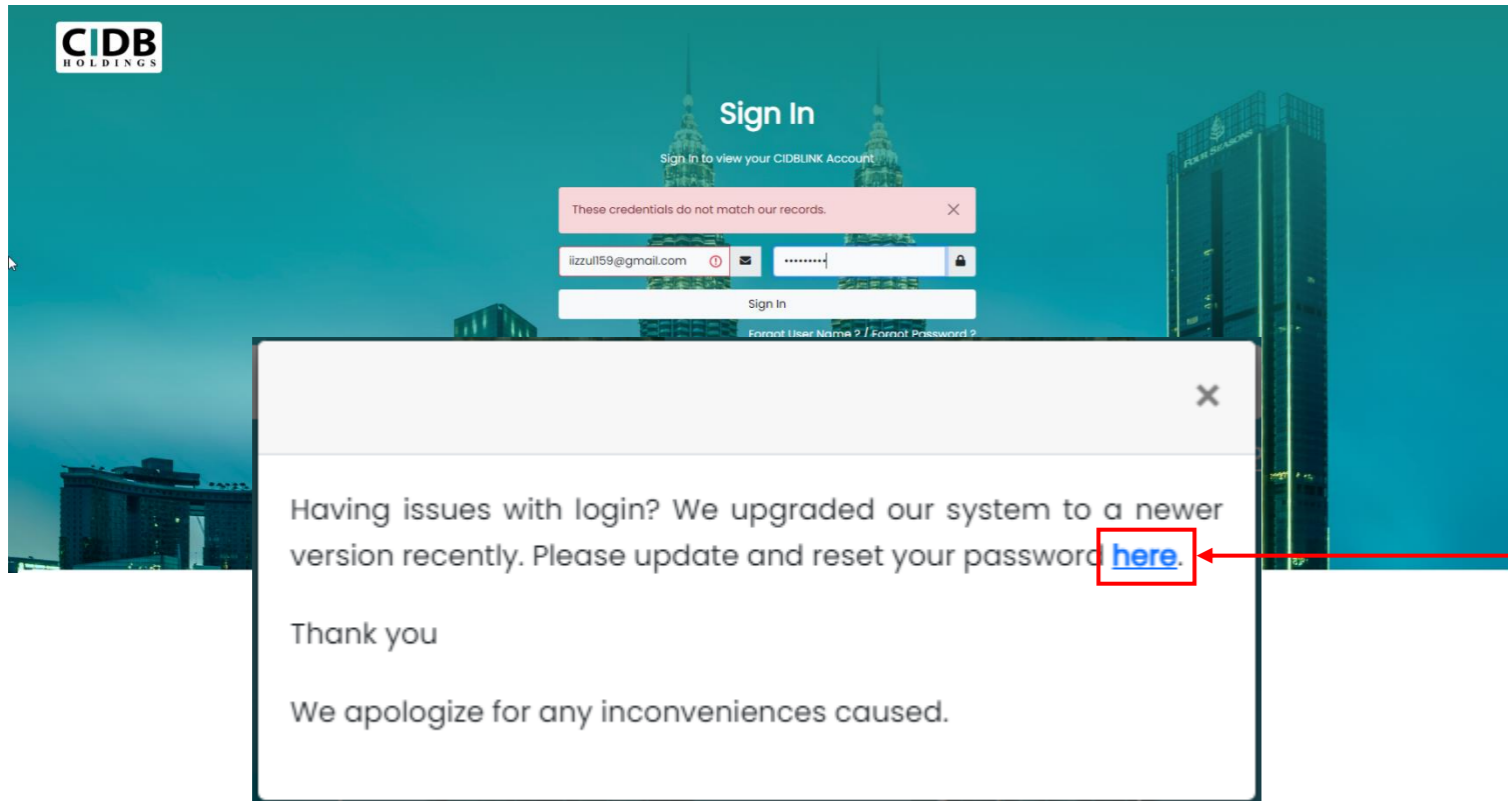 CIDB
HOLDINGS
Sign In
Sign In to view your CIDBLINK Account
FOUR SEASONS
These credentials do not match our records.
iizzul159@gmail.com
Sign In
Forgot User Name ? / Forgot Password ?
Having issues with login? We upgraded our system to a newer
version recently. Please update and reset your password here.
Thank you
We apologize for any inconveniences caused.